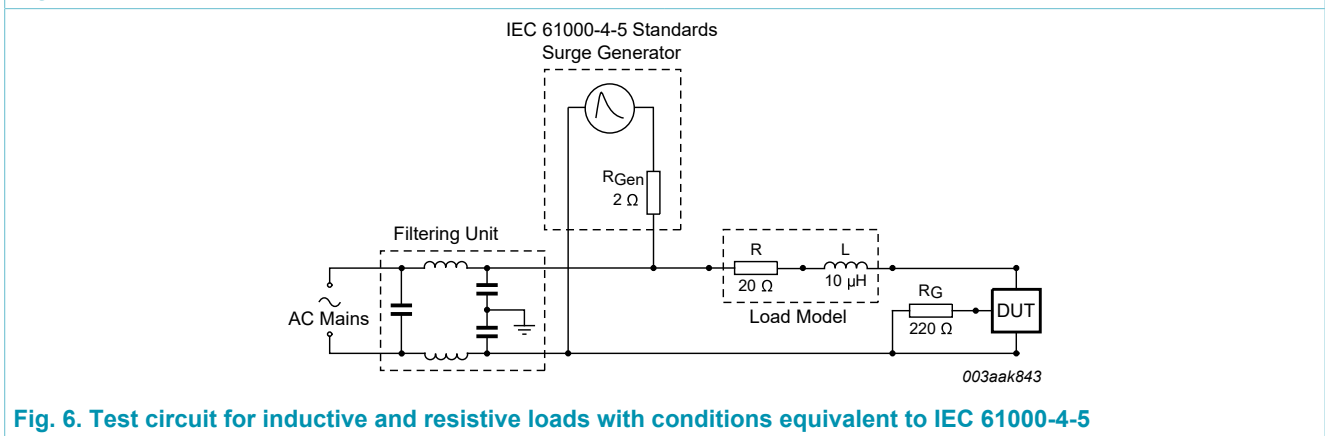 IEC 61000-4-5 Standards
Surge Generator
RGen
2 Ω
Filtering Unit
R
L
20 Ω
10 µH
RG
AC Mains
Load Model
220 Ω
DUT
003aak843
Fig. 6. Test circuit for inductive and resistive loads with conditions equivalent to IEC 61000-4-5